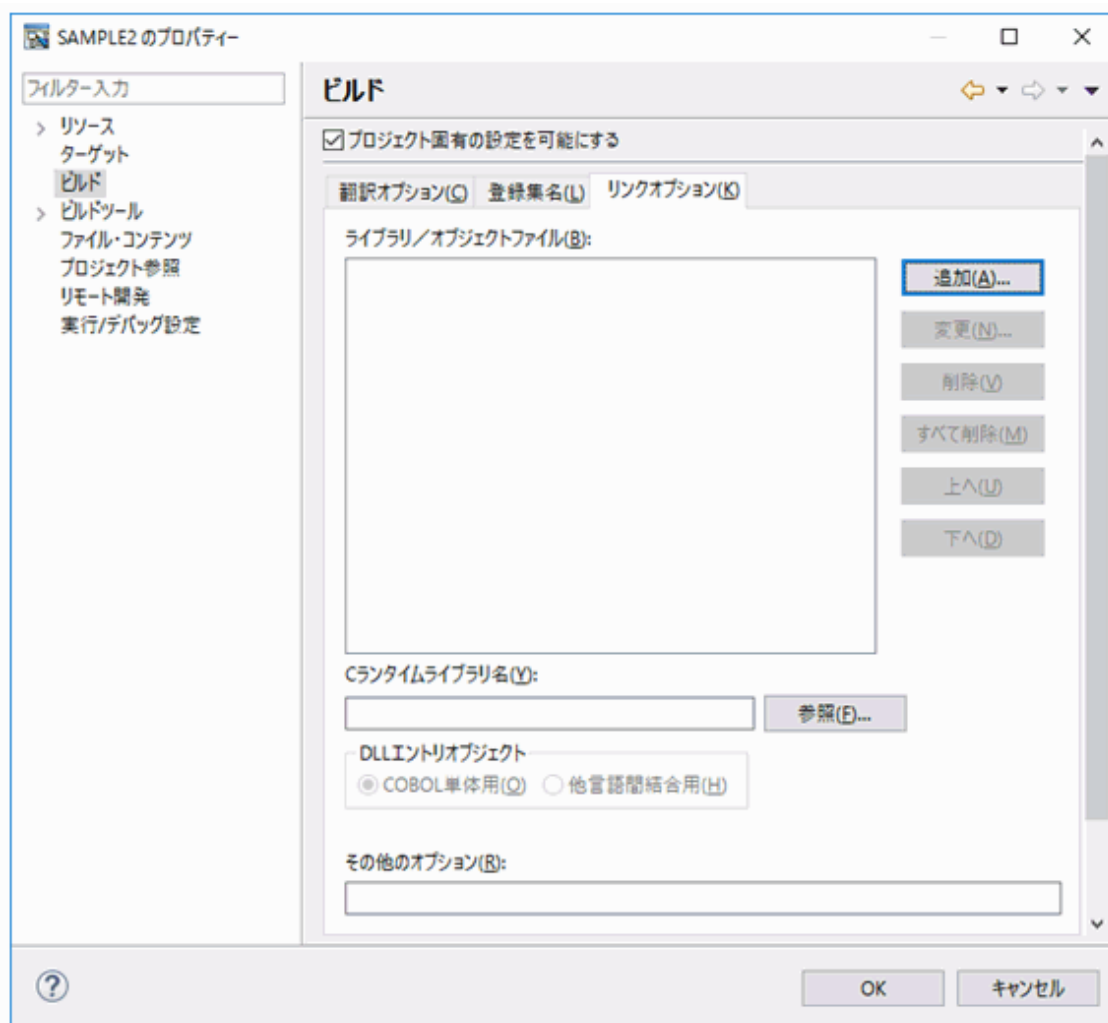 SAMPLE2 のプロパティー
フィルター入力
リソース
ターゲット
ビルド
ビルドツール
ファイル・コンテンツ
プロジェクト参照
リモート開発
実行/デバッグ設定
ビルド
プロジェクト固有の設定を可能にする
翻訳オプション(C) 登録集名(L) リンクオプション(K)
ライブラリ/オブジェクトファイル(B):
追加(A)...
変更(N)...
削除(V)
すべて削除(M)
上へ(U)
下へ(D)
Cランタイムライブラリ名(Y):
参照(F)...
DLLエントリオブジェクト
COBOL単体用(O) 他言語間結合用(H)
その他のオプション(R):
OK キャンセル